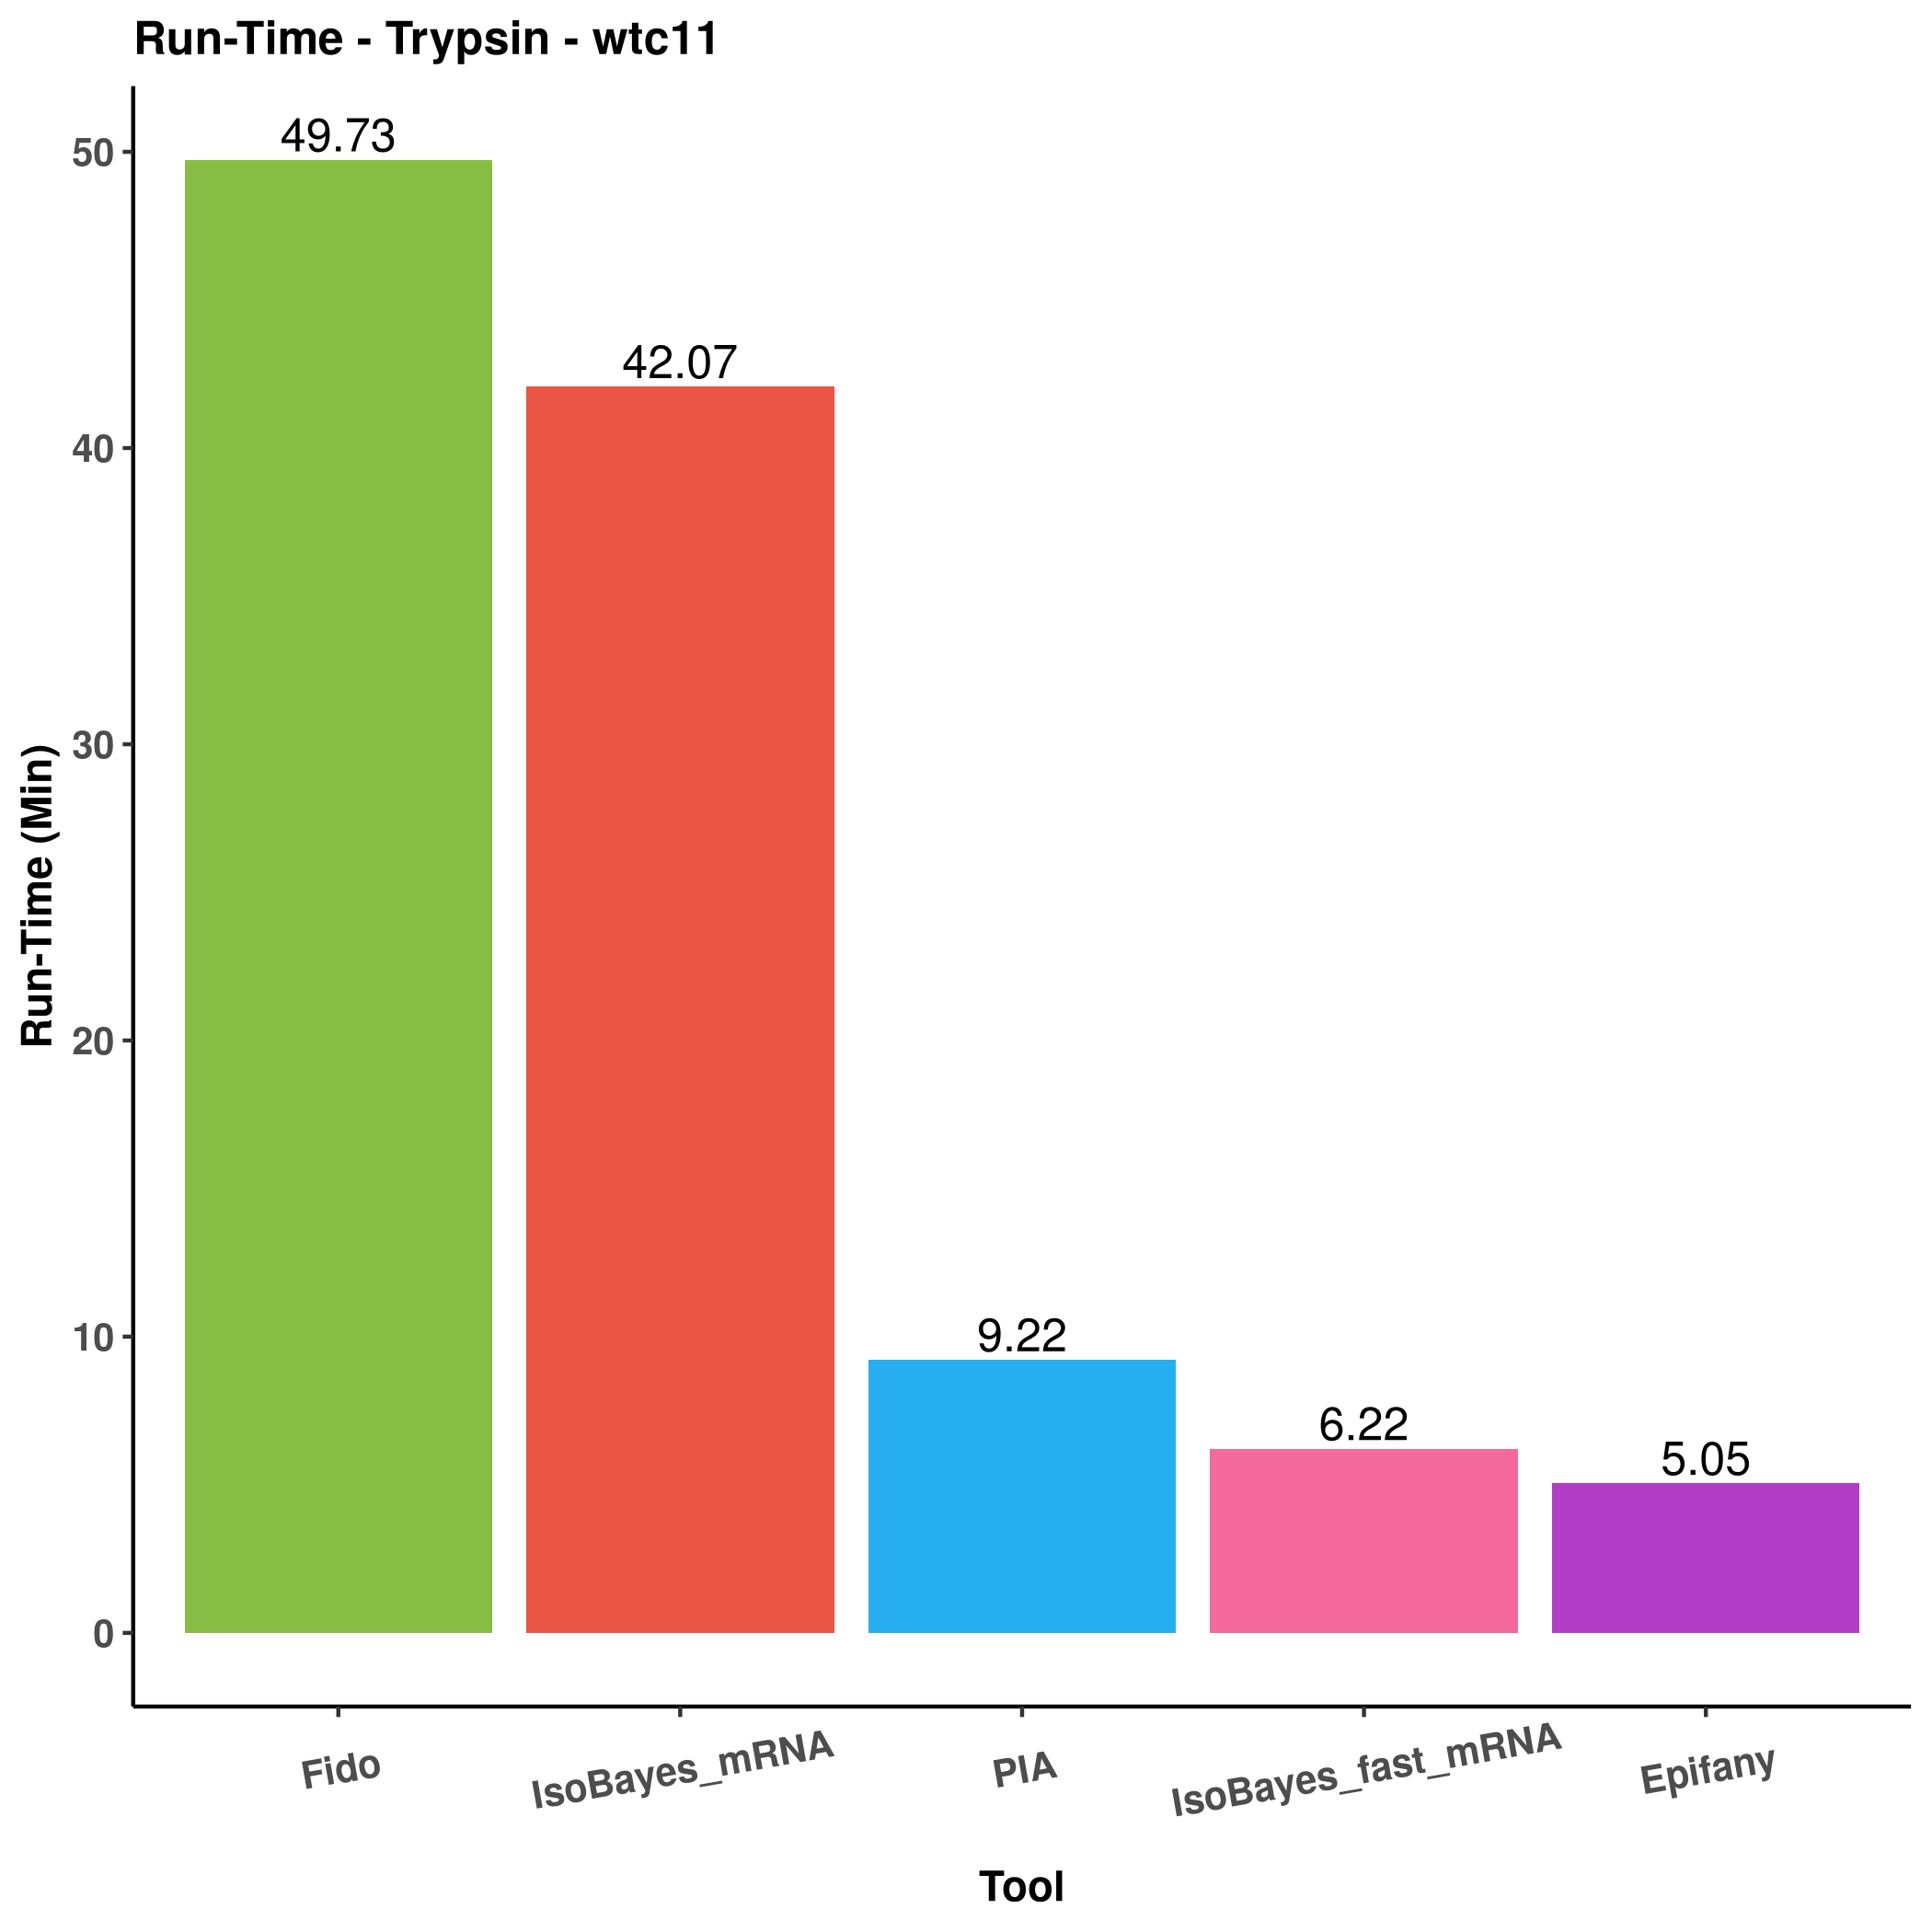 Run-Time - Trypsin - wtc11
Run-Time (Min)
50
40
30
20
10
0
49.73
42.07
9.22
6.22
5.05
Fido
IsoBayes_mRNA
PIA
IsoBayes_fast_mRNA
Epifany
Tool